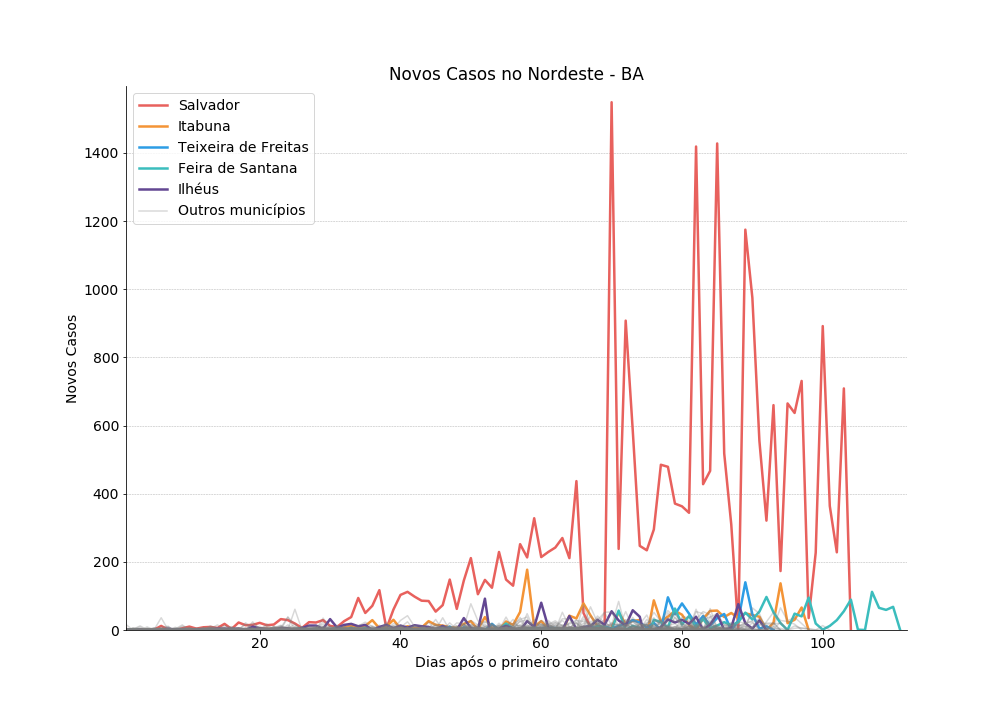 Novos Casos no Nordeste - BA
Salvador
Itabuna
Teixeira de Freitas
Feira de Santana
Ilhéus
Outros municípios
Novos Casos
1400
1200
1000
800
600
400
200
0
20
40
60
80
100
Dias após o primeiro contato